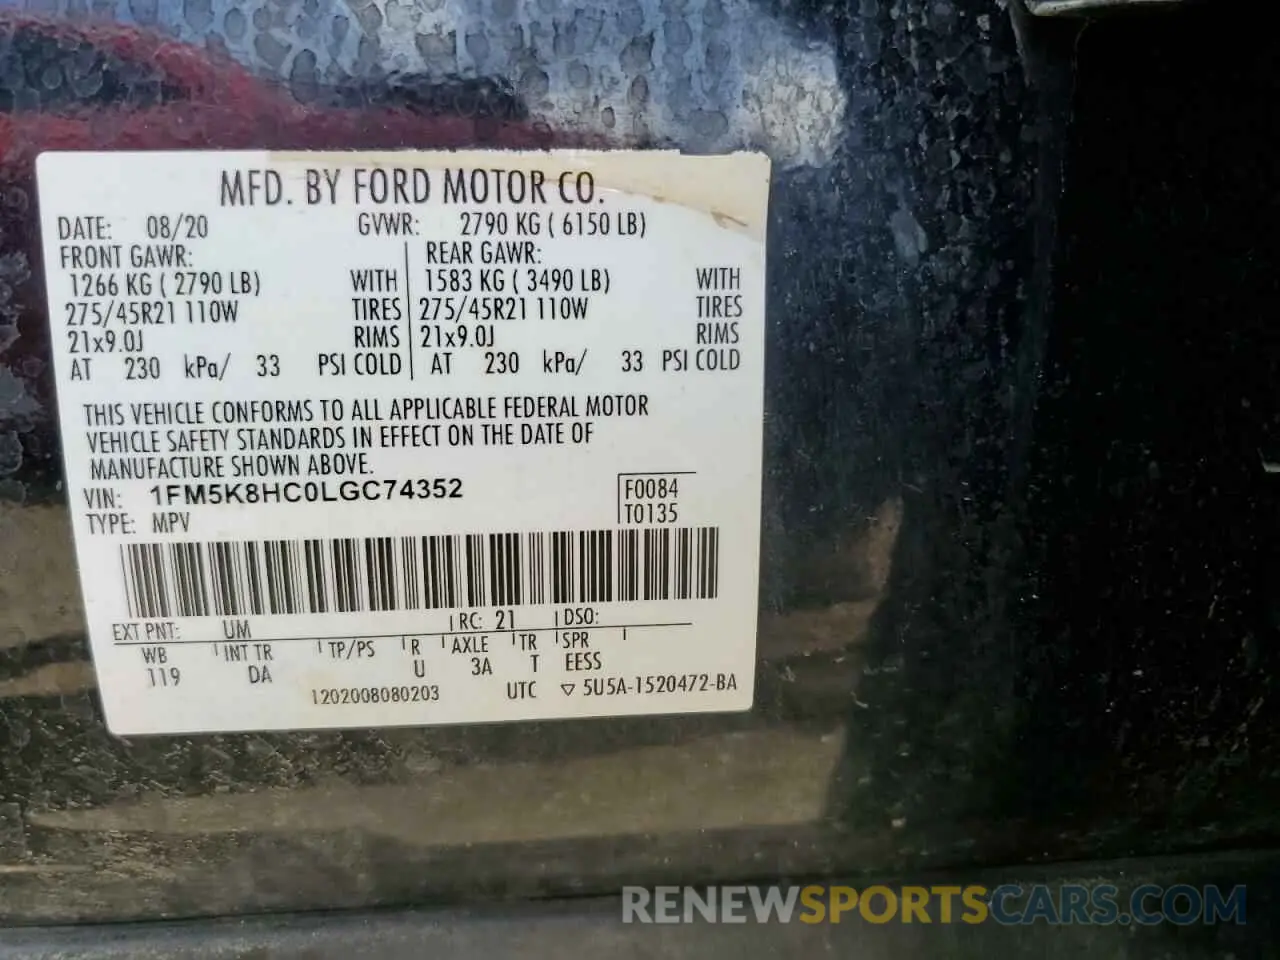 MFD. BY FORD MOTOR CO.
DATE: 08/20 GVWR: 2790 KG ( 6150 LB)
FRONT GAWR: REAR GAWR:
1266 KG ( 2790 LB) WITH 1583 KG ( 3490 LB) WITH
275/45R21 110W TIRES 275/45R21 110W TIRES
21x9.0J RIMS 21x9.0J RIMS
AT 230 kPa/ 33 PSI COLD AT 230 kPa/ 33 PSI COLD
THIS VEHICLE CONFORMS TO ALL APPLICABLE FEDERAL MOTOR
VEHICLE SAFETY STANDARDS IN EFFECT ON THE DATE OF
MANUFACTURE SHOWN ABOVE.
VIN: 1FM5K8HC0LGC74352 F0084
TYPE: MPV T0135
EXT PNT: UM RC: 21 DSO:
WB INT TR TP/PS R AXLE TR SPR
119 DA U 3A T EESS
1202008080203 UTC ▽ 5U5A-1520472-BA
RENEWSPORTSCARS.COM